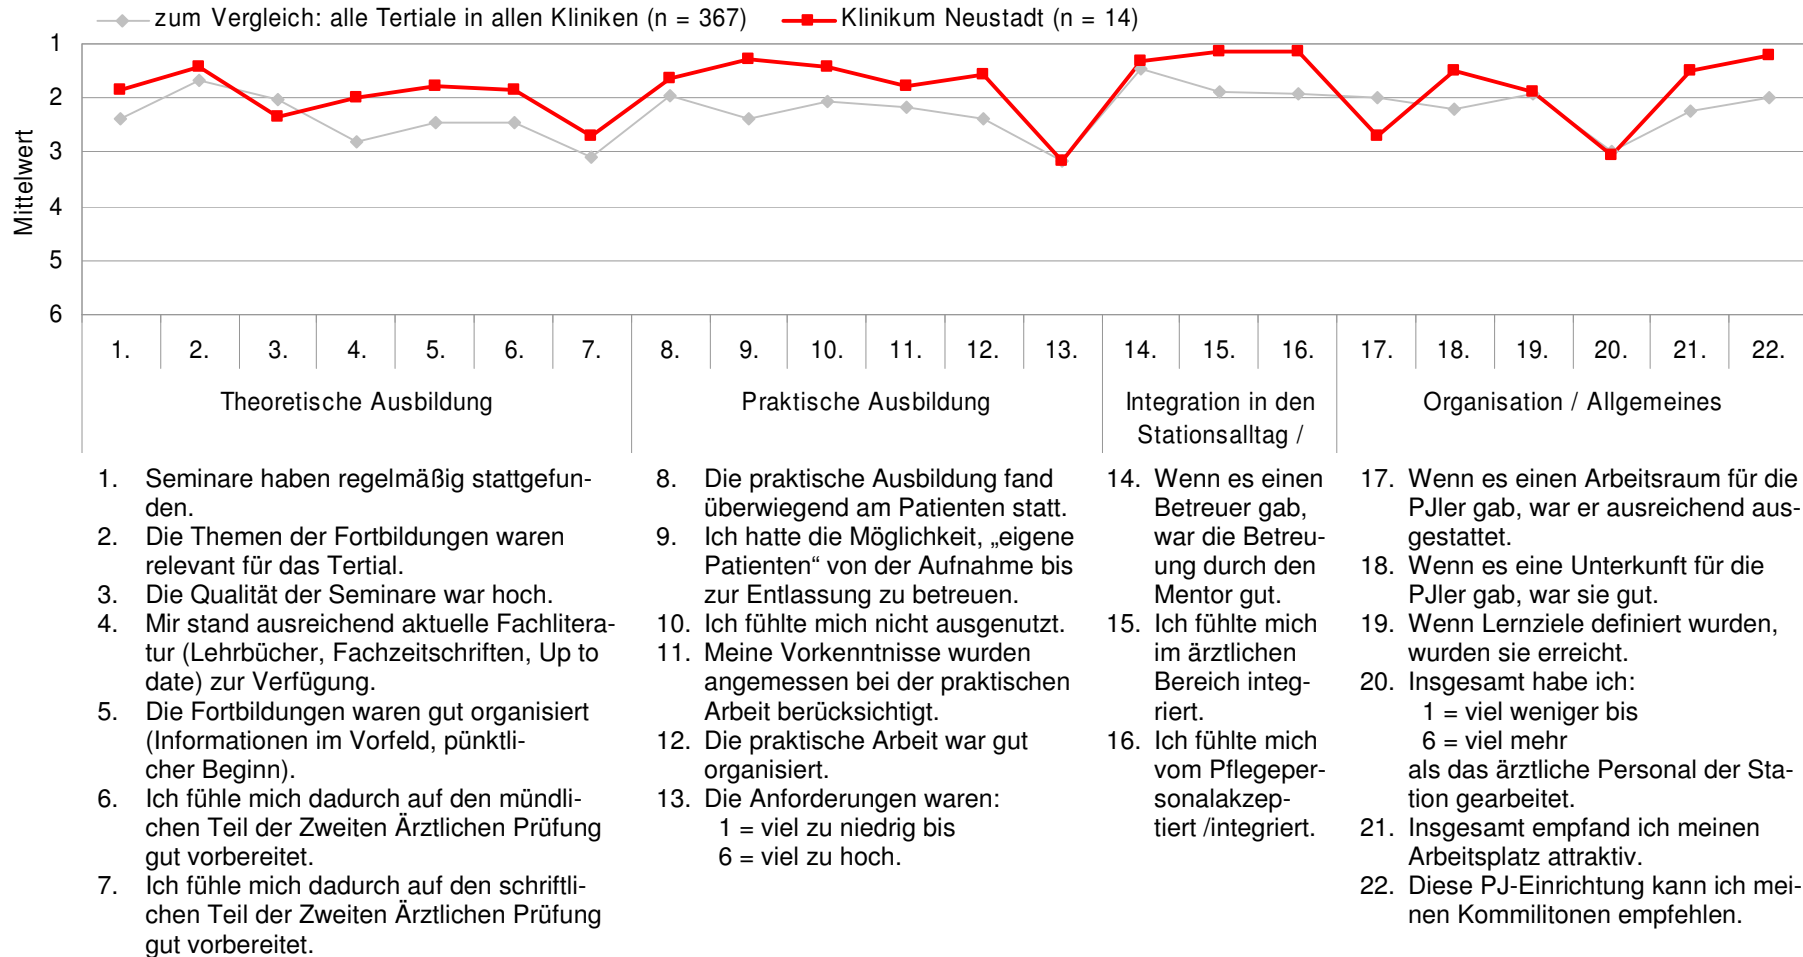 zum Vergleich: alle Tertiale in allen Kliniken (n = 367)
Klinikum Neustadt (n = 14)
Mittelwert
1
2
3
4
5
6
1. 2. 3. 4. 5. 6. 7. 8. 9. 10. 11. 12. 13. 14. 15. 16. 17. 18. 19. 20. 21. 22.
Theoretische Ausbildung
Praktische Ausbildung
Integration in den
Stationsalltag /
Organisation / Allgemeines
1. Seminare haben regelmäßig stattgefun-
den.
2. Die Themen der Fortbildungen waren
relevant für das Tertial.
3. Die Qualität der Seminare war hoch.
4. Mir stand ausreichend aktuelle Fachlitera-
tur (Lehrbücher, Fachzeitschriften, Up to
date) zur Verfügung.
5. Die Fortbildungen waren gut organisiert
(Informationen im Vorfeld, pünktli-
cher Beginn).
6. Ich fühle mich dadurch auf den mündli-
chen Teil der Zweiten Ärztlichen Prüfung
gut vorbereitet.
7. Ich fühle mich dadurch auf den schriftli-
chen Teil der Zweiten Ärztlichen Prüfung
gut vorbereitet.
8. Die praktische Ausbildung fand
überwiegend am Patienten statt.
9. Ich hatte die Möglichkeit, „eigene
Patienten“ von der Aufnahme bis
zur Entlassung zu betreuen.
10. Ich fühlte mich nicht ausgenutzt.
11. Meine Vorkenntnisse wurden
angemessen bei der praktischen
Arbeit berücksichtigt.
12. Die praktische Arbeit war gut
organisiert.
13. Die Anforderungen waren:
1 = viel zu niedrig bis
6 = viel zu hoch.
14. Wenn es einen
Betreuer gab,
war die Betreu-
ung durch den
Mentor gut.
15. Ich fühlte mich
im ärztlichen
Bereich integ-
riert.
16. Ich fühlte mich
vom Pflegeper-
sonalakzep-
tiert /integriert.
17. Wenn es einen Arbeitsraum für die
PJler gab, war er ausreichend aus-
gestattet.
18. Wenn es eine Unterkunft für die
PJler gab, war sie gut.
19. Wenn Lernziele definiert wurden,
wurden sie erreicht.
20. Insgesamt habe ich:
1 = viel weniger bis
6 = viel mehr
als das ärztliche Personal der Sta-
tion gearbeitet.
21. Insgesamt empfand ich meinen
Arbeitsplatz attraktiv.
22. Diese PJ-Einrichtung kann ich mei-
nen Kommilitonen empfehlen.